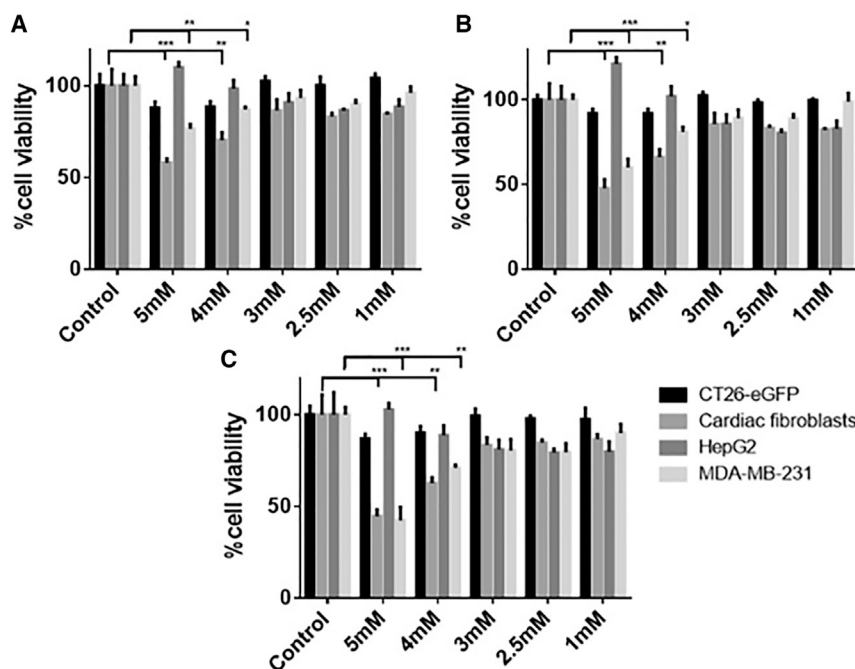 A
** *
*** **
%cell viability
100
50
0
Control 5mM 4mM 3mM 2.5mM 1mM
B
*** *
*** **
%cell viability
100
50
0
Control 5mM 4mM 3mM 2.5mM 1mM
C
*** **
*** **
%cell viability
100
50
0
Control 5mM 4mM 3mM 2.5mM 1mM
CT26-eGFP
Cardiac fibroblasts
HepG2
MDA-MB-231